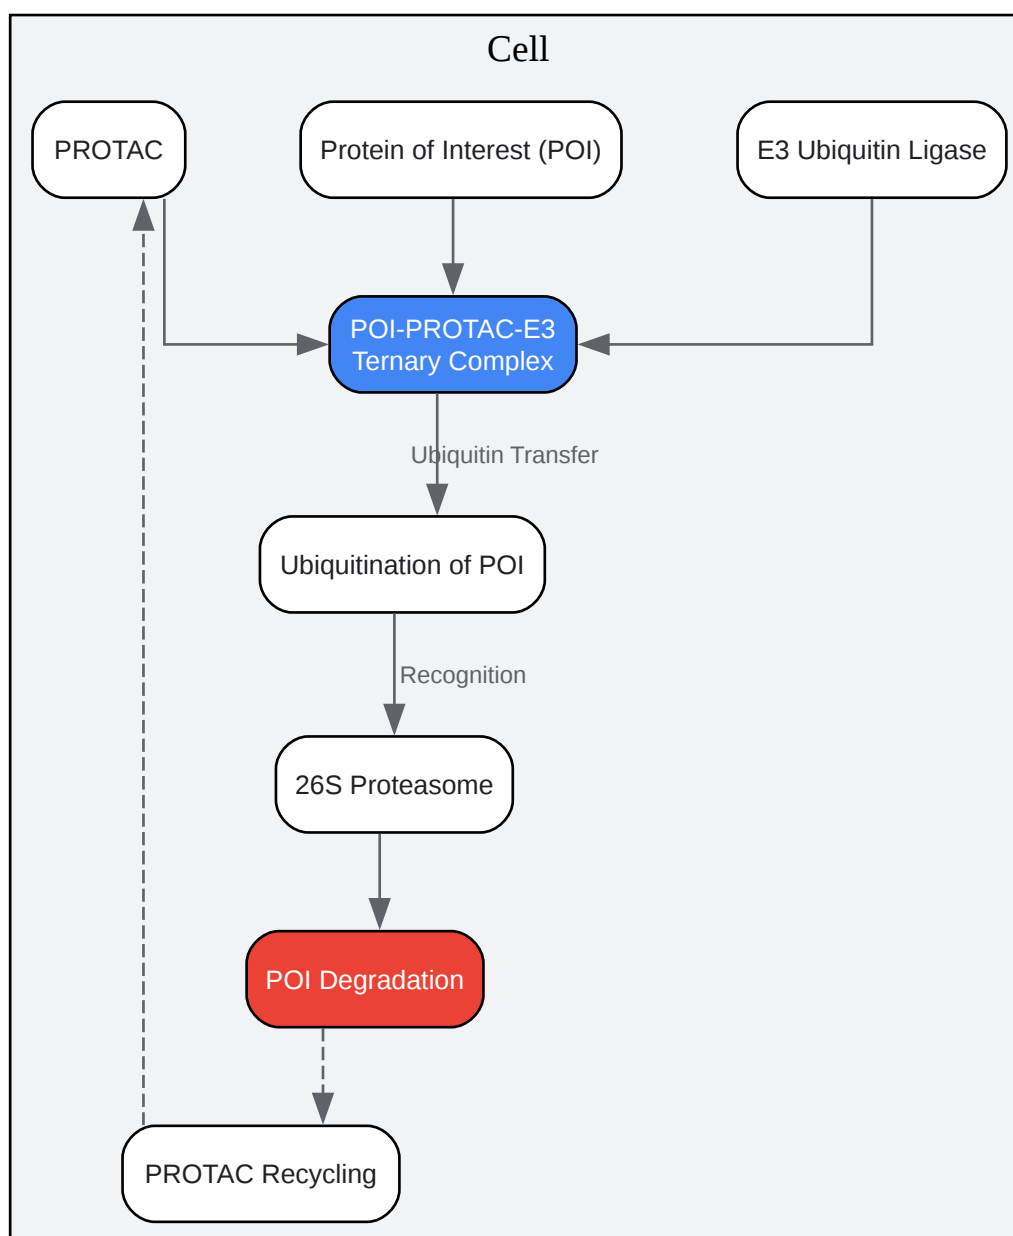 Cell
PROTAC
Protein of Interest (POI)
E3 Ubiquitin Ligase
POI-PROTAC-E3
Ternary Complex
Ubiquitin Transfer
Ubiquitination of POI
Recognition
26S Proteasome
POI Degradation
PROTAC Recycling